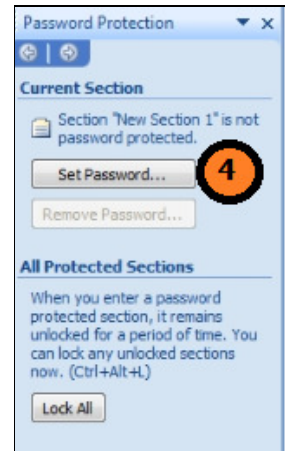 Password Protection
Current Section
Section "New Section 1" is not
password protected.
Set Password...
4
Remove Password...
All Protected Sections
When you enter a password
protected section, it remains
unlocked for a period of time. You
can lock any unlocked sections
now. (Ctrl+Alt+L)
Lock All